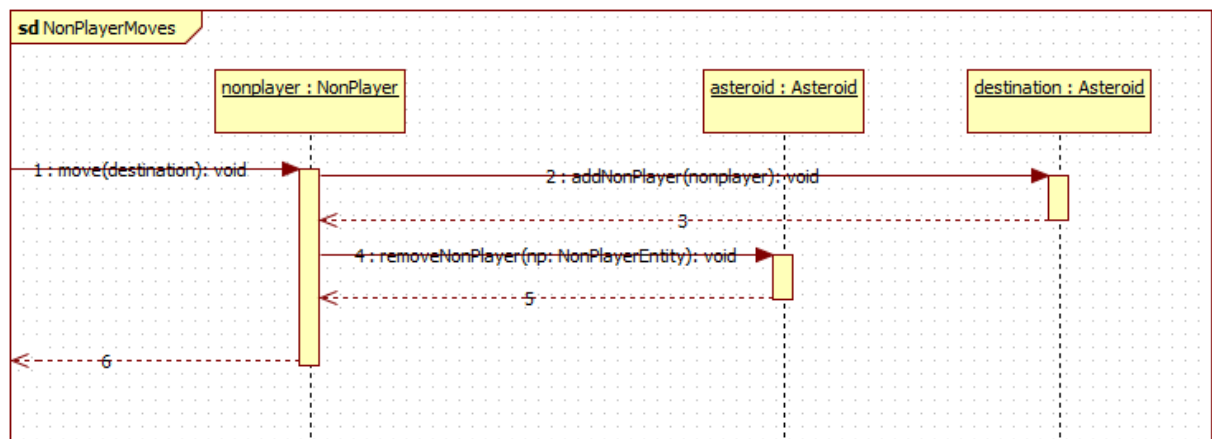 sd NonPlayerMoves
nonplayer : NonPlayer
asteroid : Asteroid
destination : Asteroid
1 : move(destination): void
2 : addNonPlayer(nonplayer): void
3
4 : removeNonPlayer(np: NonPlayerEntity): void
5
6